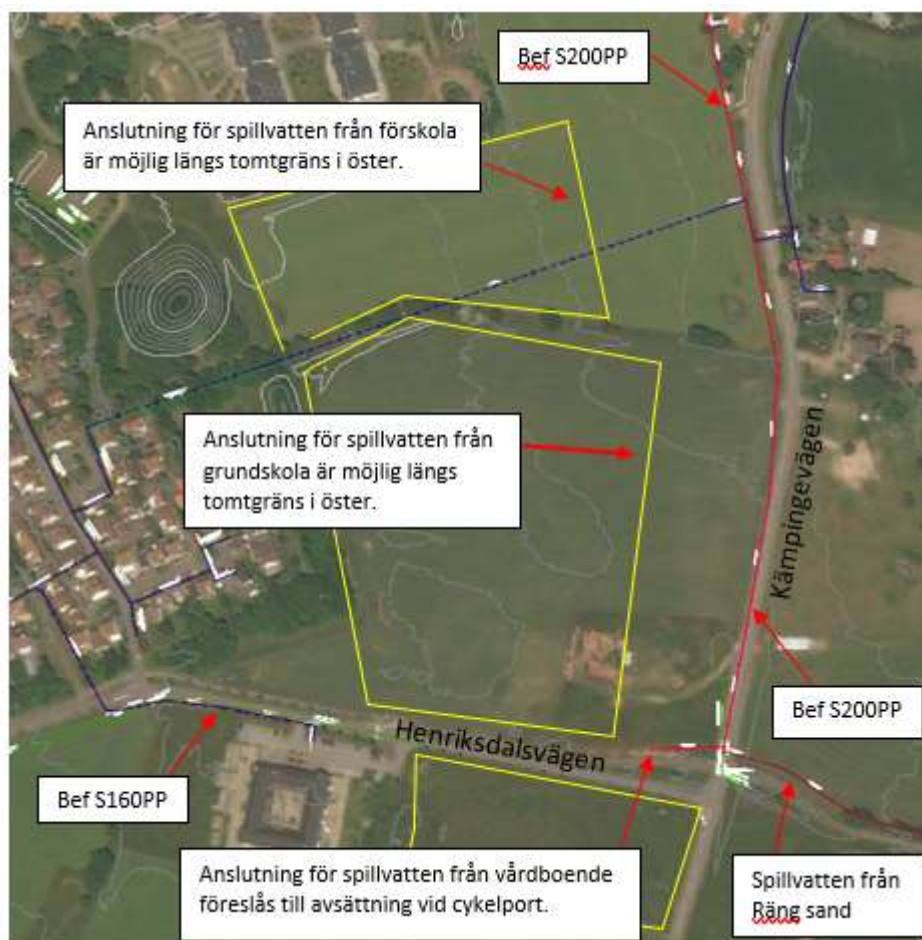 Bef S200PP
Anslutning för spillvatten från förskola
är möjlig längs tomtgräns i öster.
Anslutning för spillvatten från
grundskola är möjlig längs
tomtgräns i öster.
Kämpingevägen
Bef S200PP
Henriksdalsvägen
Bef S160PP
Anslutning för spillvatten från vårdboende
föreslås till avsättning vid cykelport.
Spillvatten från
Räng sand